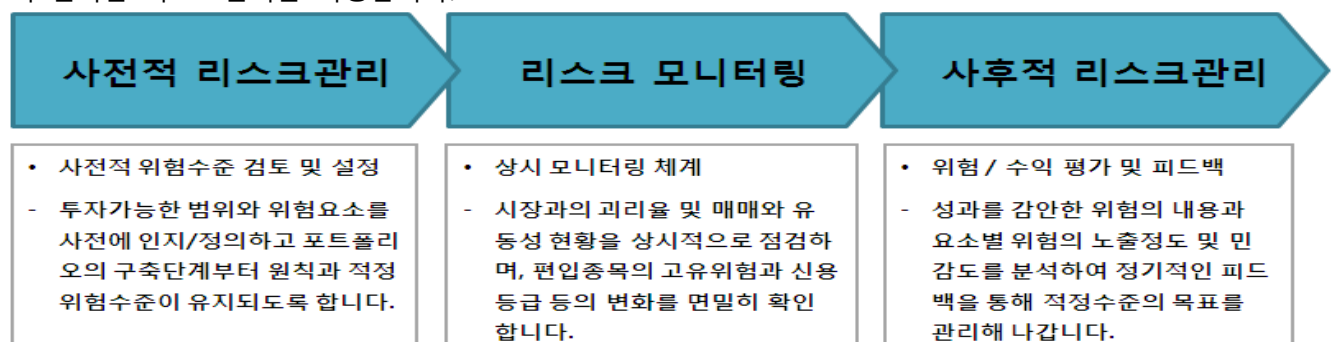 사전적 리스크관리
리스크 모니터링
사후적 리스크관리
• 사전적 위험수준 검토 및 설정
- 투자가능한 범위와 위험요소를
사전에 인지/정의하고 포트폴리
오의 구축단계부터 원칙과 적정
위험수준이 유지되도록 합니다.
• 상시 모니터링 체계
- 시장과의 괴리율 및 매매와 유
동성 현황을 상시적으로 점검하
며, 편입종목의 고유위험과 신용
등급 등의 변화를 면밀히 확인
합니다.
• 위험 / 수익 평가 및 피드백
- 성과를 감안한 위험의 내용과
요소별 위험의 노출정도 및 민
감도를 분석하여 정기적인 피드
백을 통해 적정수준의 목표를
관리해 나갑니다.